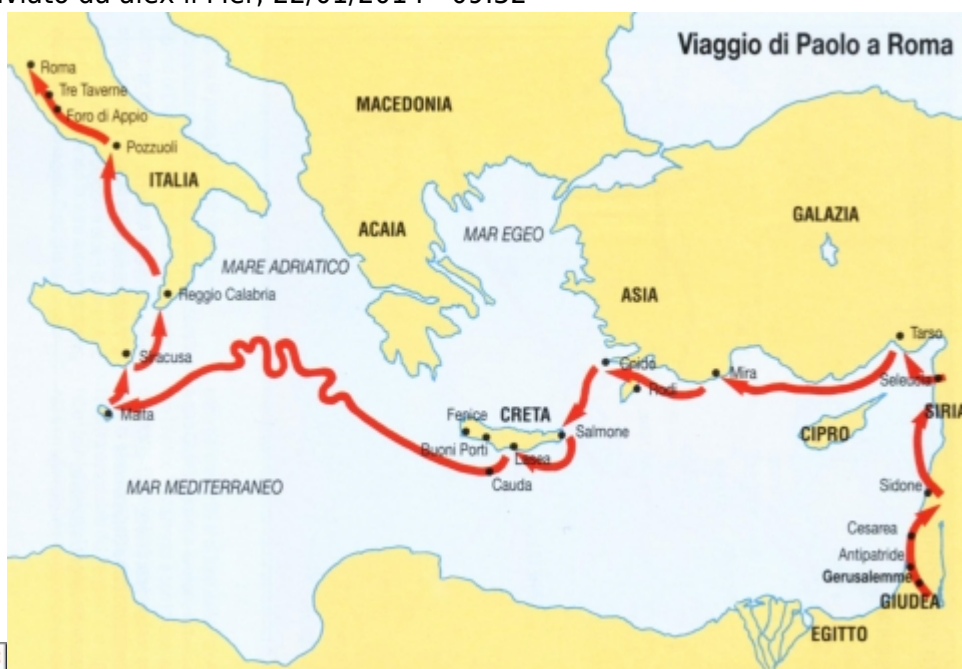 Viaggio di Paolo a Roma
Roma
Tre Taverne
Foro di Appio
Pozzuoli
ITALIA
MACEDONIA
ACAIA
MAR EGEO
MARE ADRIATICO
GALAZIA
ASIA
Reggio Calabria
Siracusa
Malta
Tarso
Gnido
Mira
Rodi
Seleucia
SIRIA
CIPRO
Fenice
CRETA
Salmone
Buoni Porti
Lasea
Cauda
MAR MEDITERRANEO
Sidone
Cesarea
Antipatride
Gerusalemme
GIUDEA
EGITTO